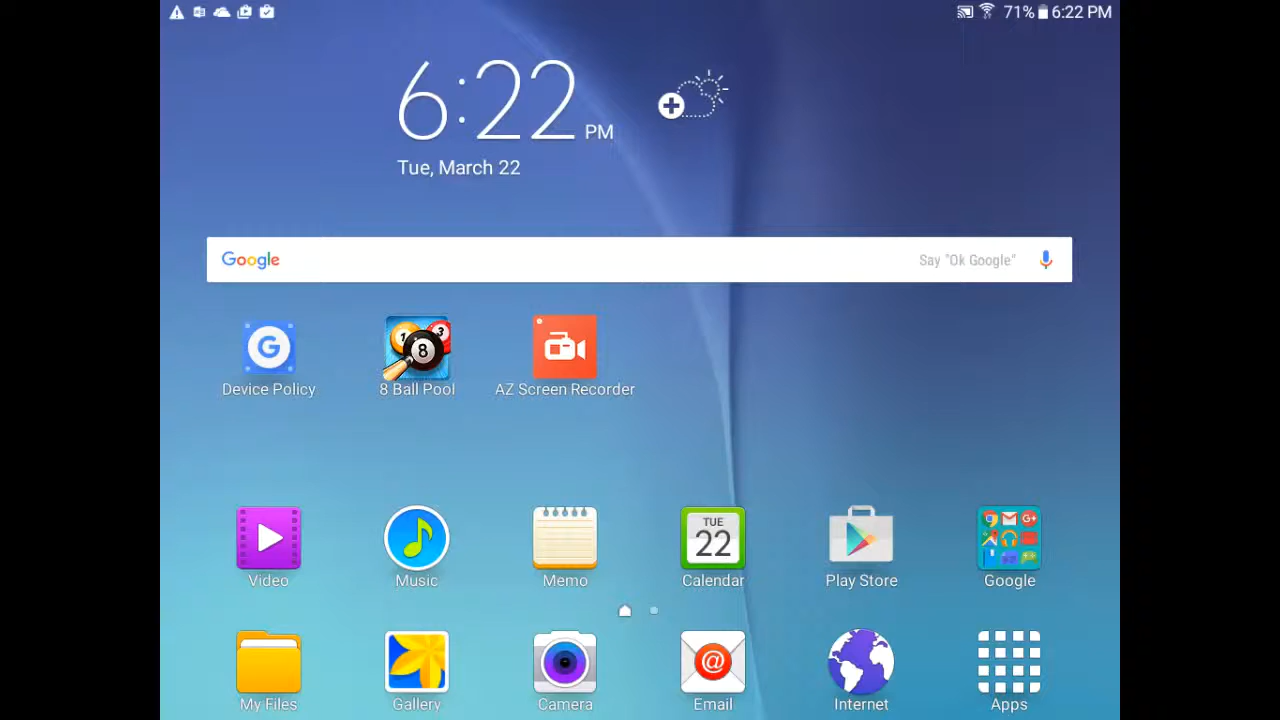 71% 6:22 PM
6:22 PM
Tue, March 22
Google Say "Ok Google"
Device Policy 8 Ball Pool AZ Screen Recorder
TUE
22
Video Music Memo Calendar Play Store Google
My Files Gallery Camera Email Internet Apps